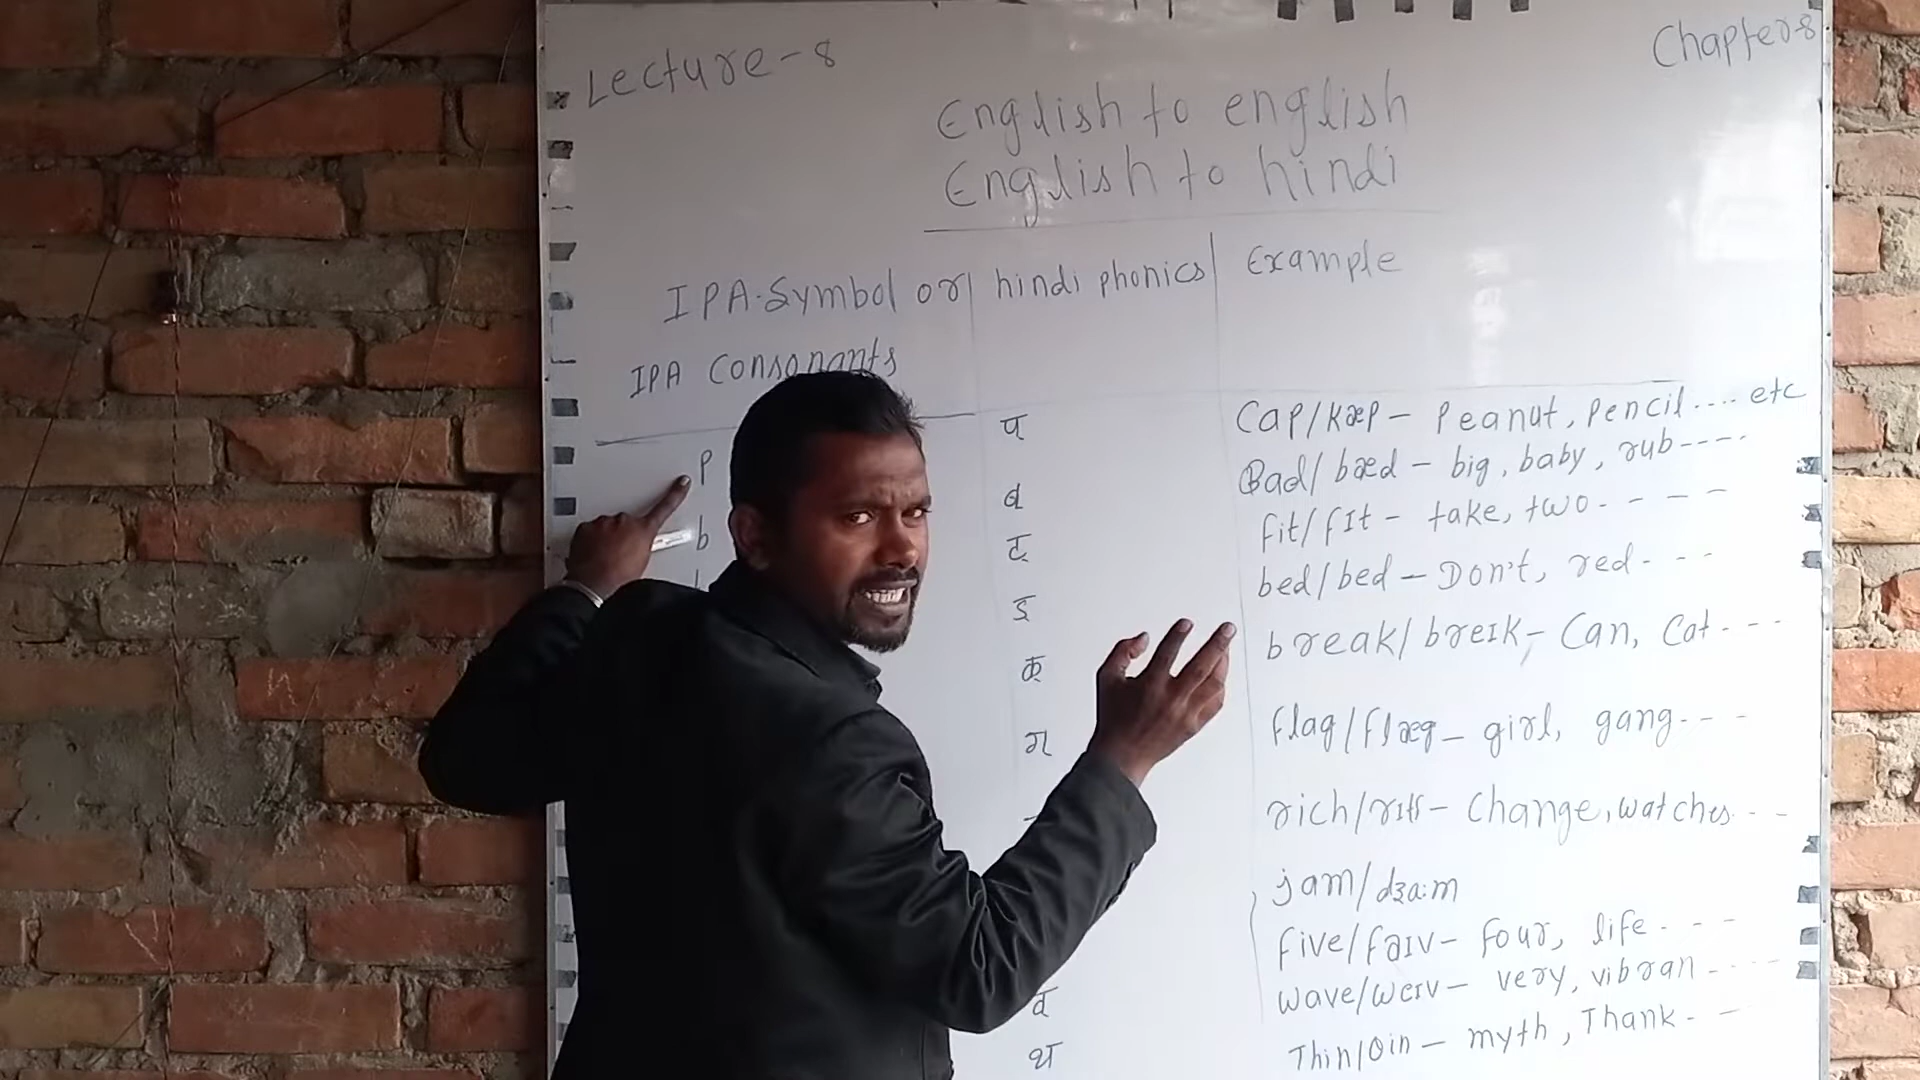 Lecture-8
Chapter-8
English to english
English to hindi
IPA Symbol or | hindi phonics | Example
IPA Consonants
p प् Cap/kæp - Peanut, pencil.... etc
b ब Bad/bæd - big, baby, rub----
ट् fit/fɪt - take, two - - - -
ड bed/bed - Don't, red - - -
क् break/breɪk - Can, Cat - - -
ग flag/flæg - girl, gang - - -
rich/rɪtʃ - Change, watches - - -
jam/dʒa:m
five/faɪv - four, life - - -
व wave/weɪv - very, vibran - - -
थ Thin/θin - myth, Thank - -